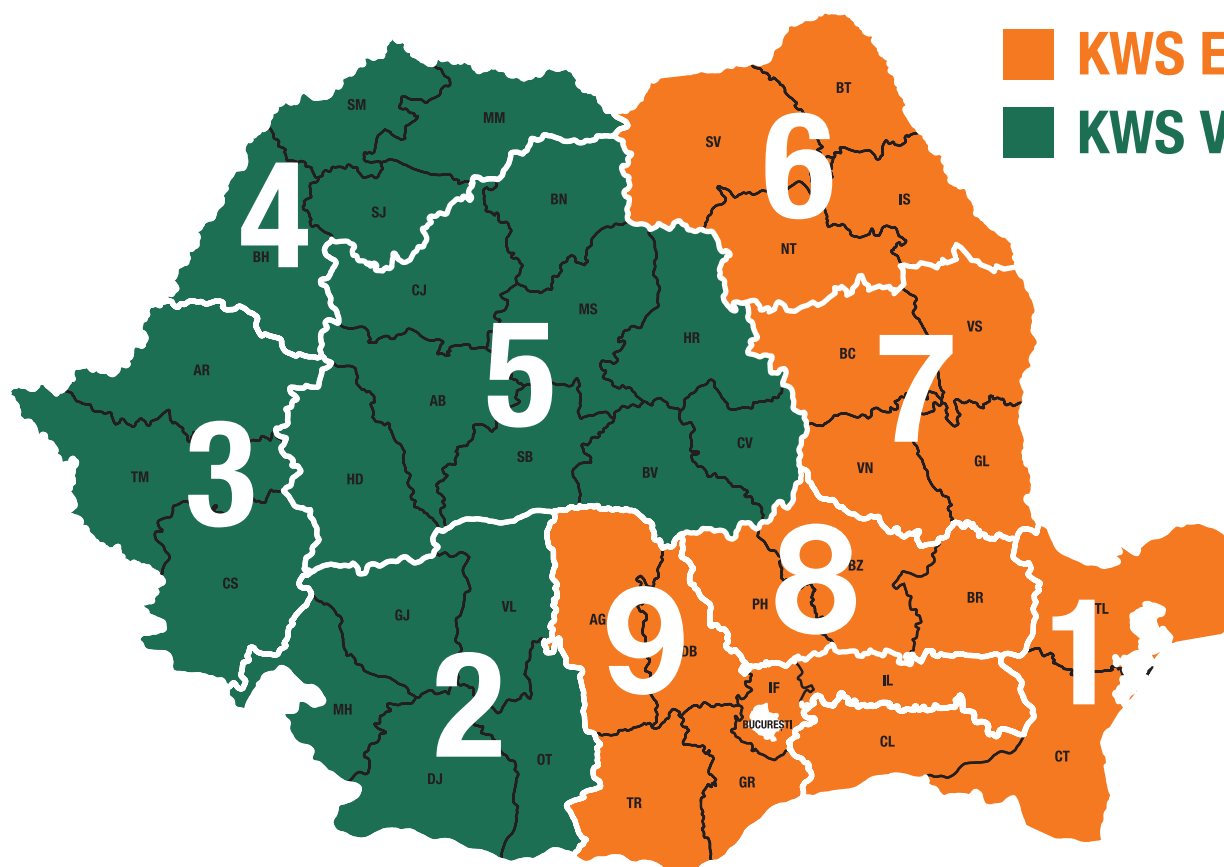 KWS E
KWS V
BT
SM
MM
SV
6
BN
4
SJ
IS
BH
NT
CJ
MS
VS
HR
BC
AR
5
7
AB
CV
3
SB
BV
VN
GL
TM
HD
8
BZ
CS
PH
BR
GJ
VL
AG
9
DB
1
TL
IF
IL
MH
2
BUCUREȘTI
CL
OT
CT
DJ
GR
TR